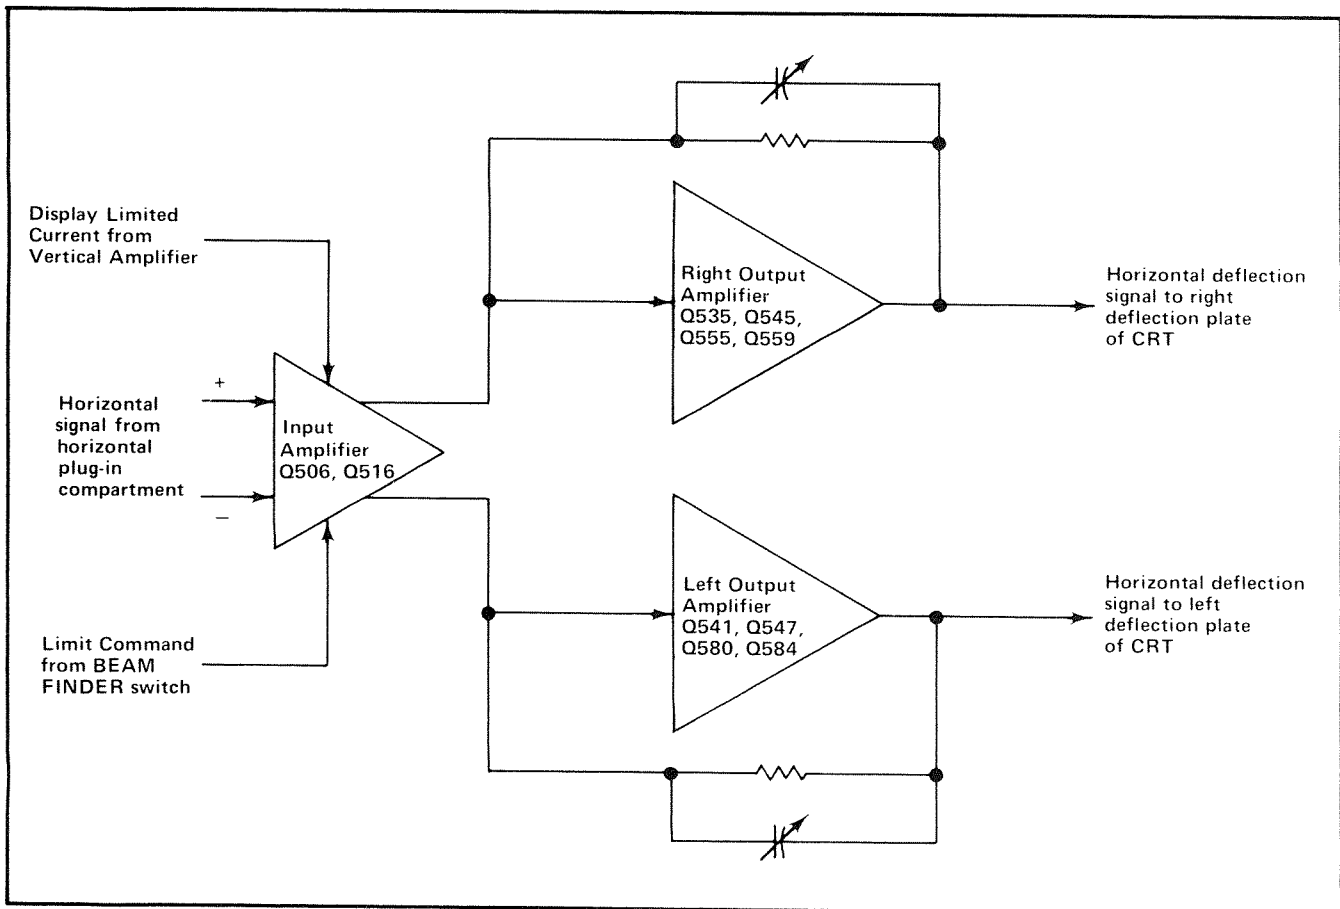 Display Limited
Current from
Vertical Amplifier
+
Horizontal
signal from
horizontal
plug-in
compartment
—
Limit Command
from BEAM
FINDER switch
Input
Amplifier
Q506, Q516
Right Output
Amplifier
Q535, Q545,
Q555, Q559
Horizontal deflection
signal to right
deflection plate
of CRT
Left Output
Amplifier
Q541, Q547,
Q580, Q584
Horizontal deflection
signal to left
deflection plate
of CRT